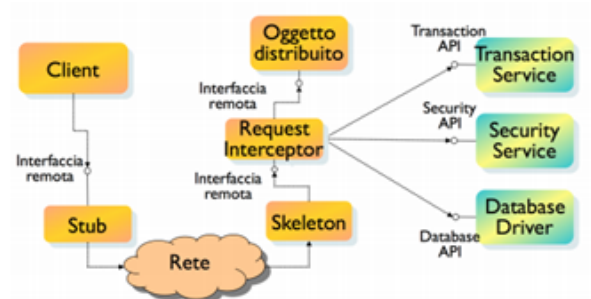 Client
Interfaccia
remota
Stub
Rete
Skeleton
Interfaccia
remota
Request
Interceptor
Interfaccia
remota
Oggetto
distribuito
Transaction
API
Transaction
Service
Security
API
Security
Service
Database
API
Database
Driver